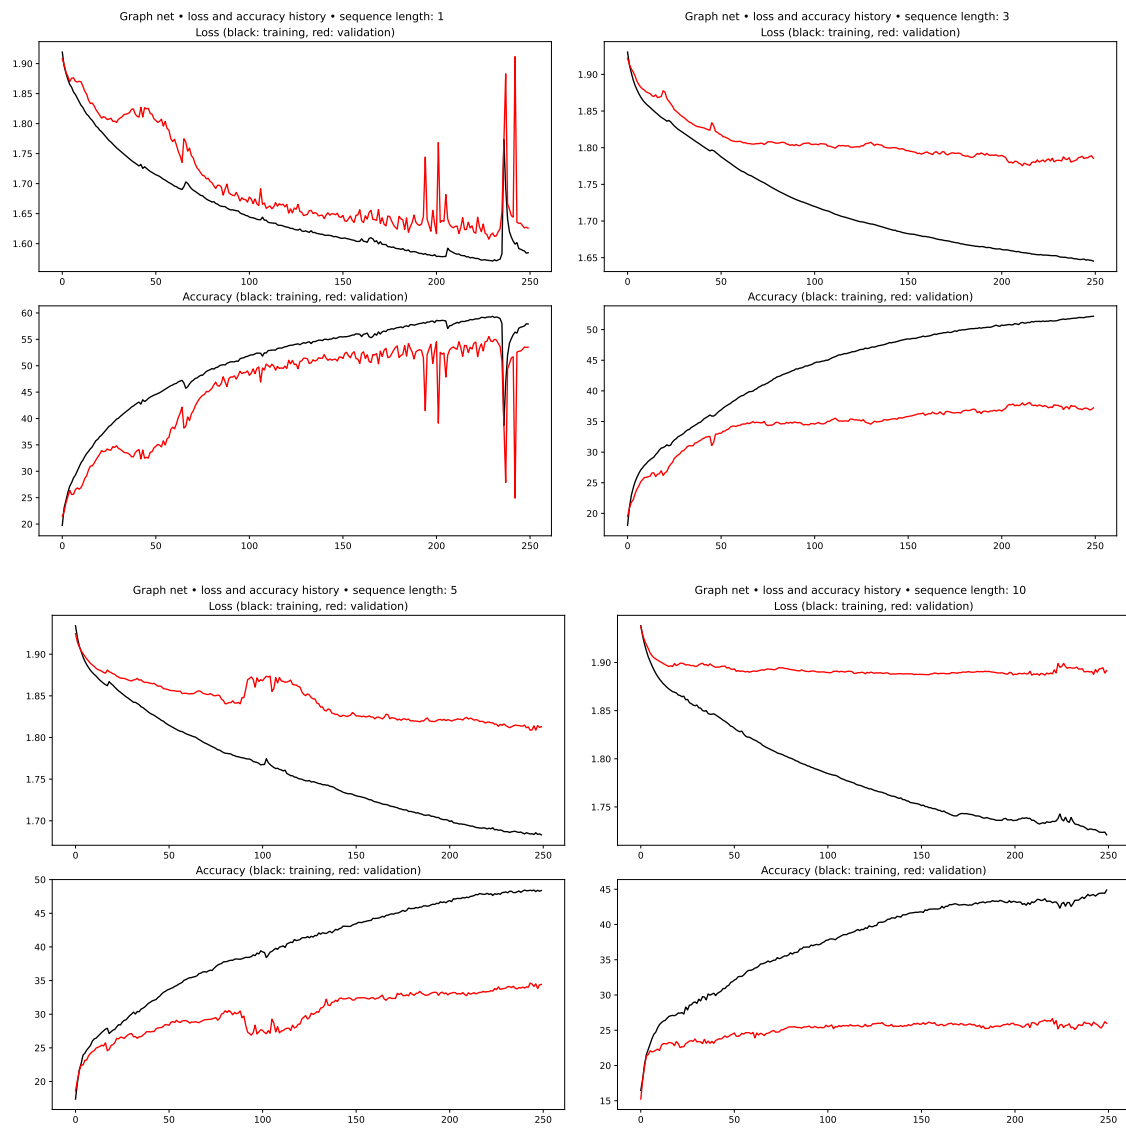 Graph net • loss and accuracy history • sequence length: 1
Loss (black: training, red: validation)
1.90
1.85
1.80
1.75
1.70
1.65
1.60
0 50 100 150 200 250
Accuracy (black: training, red: validation)
60
55
50
45
40
35
30
25
20
0 50 100 150 200 250
Graph net • loss and accuracy history • sequence length: 3
Loss (black: training, red: validation)
1.90
1.85
1.80
1.75
1.70
1.65
0 50 100 150 200 250
Accuracy (black: training, red: validation)
50
45
40
35
30
25
20
0 50 100 150 200 250
Graph net • loss and accuracy history • sequence length: 5
Loss (black: training, red: validation)
1.90
1.85
1.80
1.75
1.70
0 50 100 150 200 250
Accuracy (black: training, red: validation)
50
45
40
35
30
25
20
0 50 100 150 200 250
Graph net • loss and accuracy history • sequence length: 10
Loss (black: training, red: validation)
1.90
1.85
1.80
1.75
0 50 100 150 200 250
Accuracy (black: training, red: validation)
45
40
35
30
25
20
15
0 50 100 150 200 250